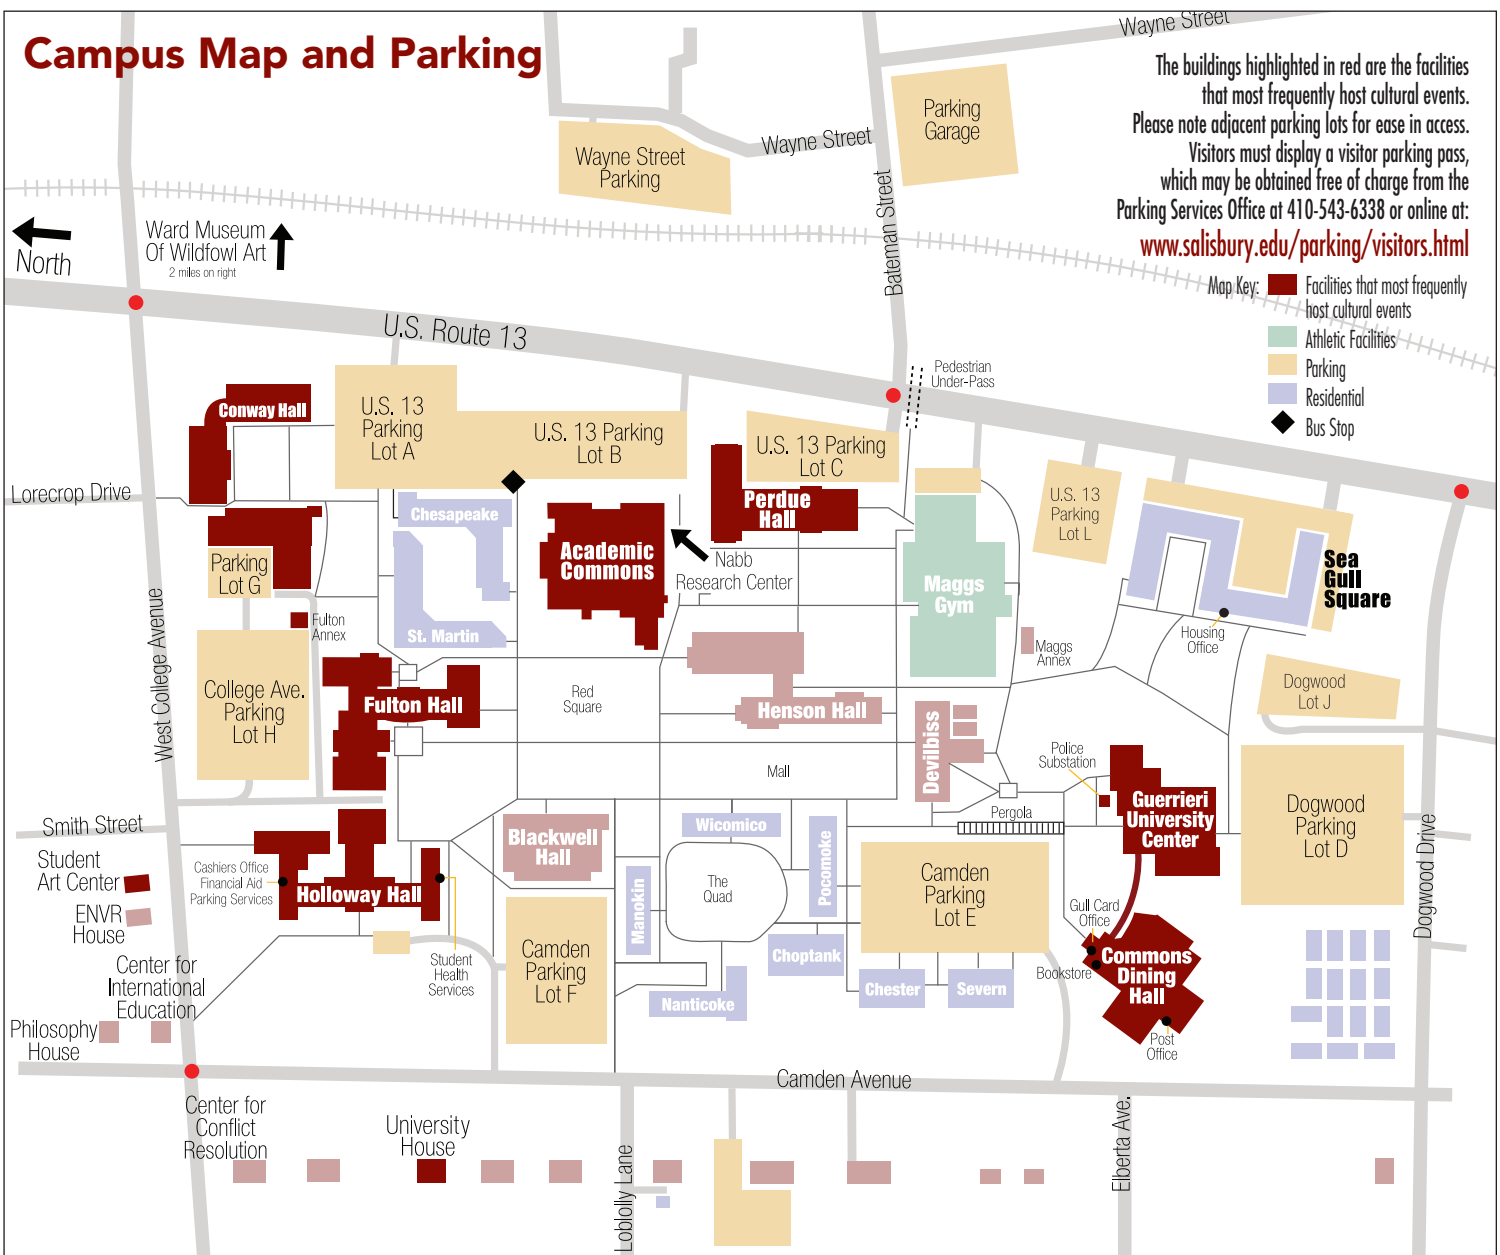 Campus Map and Parking
Wayne Street
The buildings highlighted in red are the facilities
that most frequently host cultural events.
Please note adjacent parking lots for ease in access.
Visitors must display a visitor parking pass,
which may be obtained free of charge from the
Parking Services Office at 410-543-6338 or online at:
www.salisbury.edu/parking/visitors.html
Map Key:
Facilities that most frequently
host cultural events
Athletic Facilities
Parking
Residential
Bus Stop
Parking
Garage
Wayne Street
Wayne Street
Parking
Bateman Street
North
Ward Museum
Of Wildfowl Art
2 miles on right
U.S. Route 13
Pedestrian
Under-Pass
Conway Hall
U.S. 13
Parking
Lot A
U.S. 13 Parking
Lot B
U.S. 13 Parking
Lot C
U.S. 13
Parking
Lot L
Lorecrop Drive
Chesapeake
Perdue
Hall
Academic
Commons
Nabb
Research Center
Maggs
Gym
Sea
Gull
Square
Parking
Lot G
West College Avenue
Fulton
Annex
St. Martin
Housing
Office
Maggs
Annex
College Ave.
Parking
Lot H
Fulton Hall
Red
Square
Henson Hall
Dogwood
Lot J
Devilbiss
Police
Substation
Mall
Pergola
Guerrieri
University
Center
Dogwood
Parking
Lot D
Dogwood Drive
Smith Street
Student
Art Center
ENVR
House
Cashiers Office
Financial Aid
Parking Services
Holloway Hall
Blackwell
Hall
Wicomico
Pocomoke
The
Quad
Manokin
Camden
Parking
Lot E
Gull Card
Office
Bookstore
Commons
Dining
Hall
Post
Office
Student
Health
Services
Camden
Parking
Lot F
Choptank
Nanticoke
Chester
Severn
Center for
International
Education
Philosophy
House
Camden Avenue
Center for
Conflict
Resolution
University
House
Loblolly Lane
Elberta Ave.